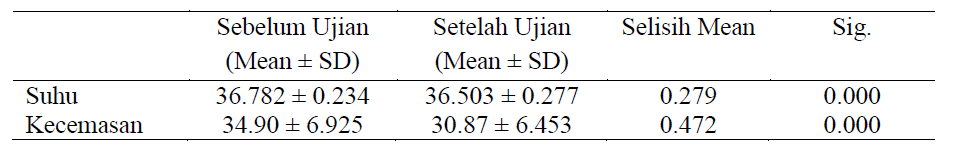 Sebelum Ujian Setelah Ujian Selisih Mean Sig.
(Mean ± SD) (Mean ± SD)
Suhu 36.782 ± 0.234 36.503 ± 0.277 0.279 0.000
Kecemasan 34.90 ± 6.925 30.87 ± 6.453 0.472 0.000